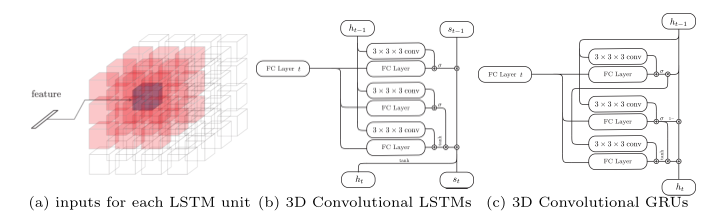 feature
h_{t−1}
s_{t−1}
FC Layer t
3 × 3 × 3 conv
FC Layer
σ
3 × 3 × 3 conv
FC Layer
σ
3 × 3 × 3 conv
FC Layer
tanh
tanh
h_t
s_t
h_{t−1}
FC Layer t
3 × 3 × 3 conv
FC Layer
σ
3 × 3 × 3 conv
FC Layer
σ
3 × 3 × 3 conv
FC Layer
tanh
h_t
(a) inputs for each LSTM unit (b) 3D Convolutional LSTMs (c) 3D Convolutional GRUs